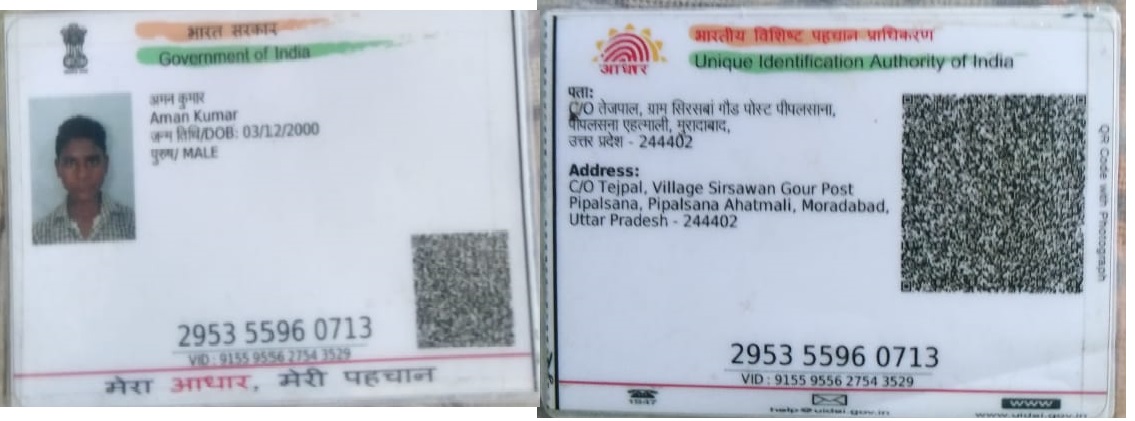 भारत सरकार
Government of India
अमन कुमार
Aman Kumar
जन्म तिथि/DOB: 03/12/2000
पुरुष/ MALE
2953 5596 0713
VID : 9155 9556 2754 3529
मेरा आधार, मेरी पहचान
आधार
भारतीय विशिष्ट पहचान प्राधिकरण
Unique Identification Authority of India
पता:
C/O तेजपाल, ग्राम सिरसबां गौड पोस्ट पीपलसाना,
पीपलसना एहत्माली, मुरादाबाद,
उत्तर प्रदेश - 244402
Address:
C/O Tejpal, Village Sirsawan Gour Post
Pipalsana, Pipalsana Ahatmali, Moradabad,
Uttar Pradesh - 244402
QR Code with Photograph
2953 5596 0713
VID : 9155 9556 2754 3529
1947
help@uidai.gov.in
www
www.uidai.gov.in